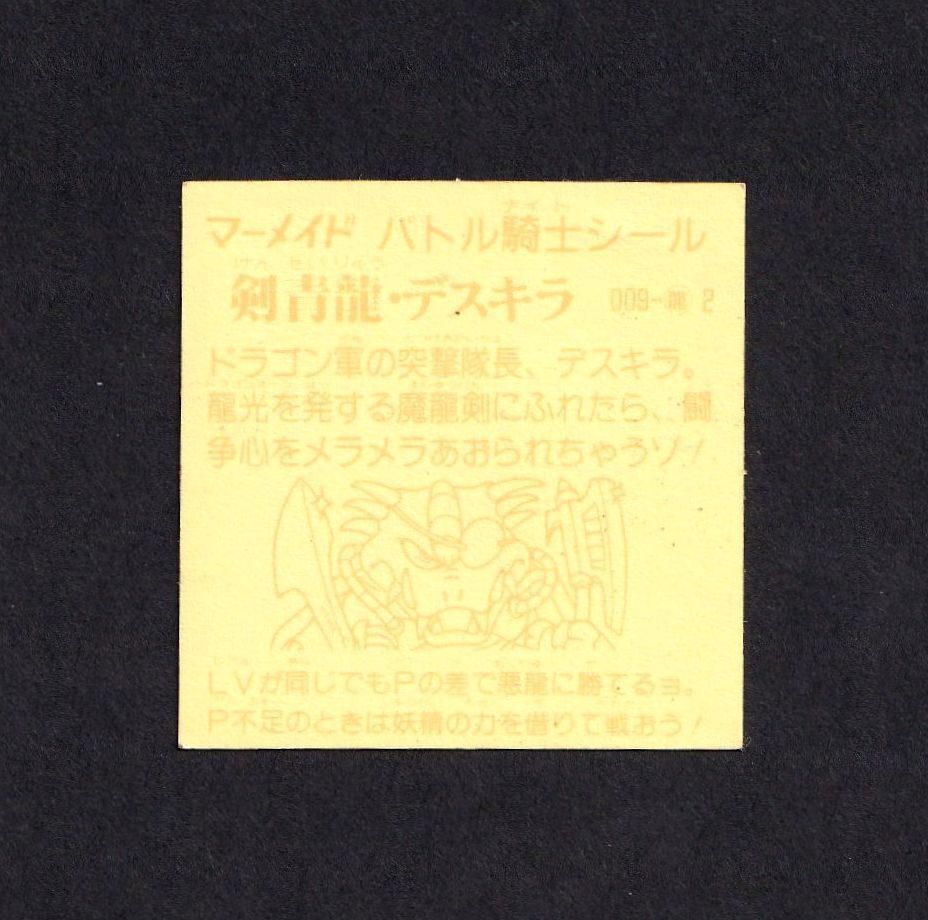 マーメイド バトル騎士シール
剣青龍・デスキラ 009-龍 2
ドラゴン軍の突撃隊長、デスキラ。
龍光を発する魔龍剣にふれたら、闘
争心をメラメラあおられちゃうゾ!
LVが同じでもPの差で悪龍に勝てるヨ。
P不足のときは妖精の力を借りて戦おう!